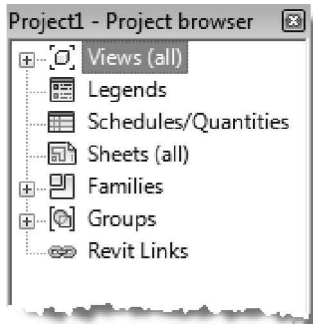 Project1 - Project browser
Views (all)
Legends
Schedules/Quantities
Sheets (all)
Families
Groups
Revit Links